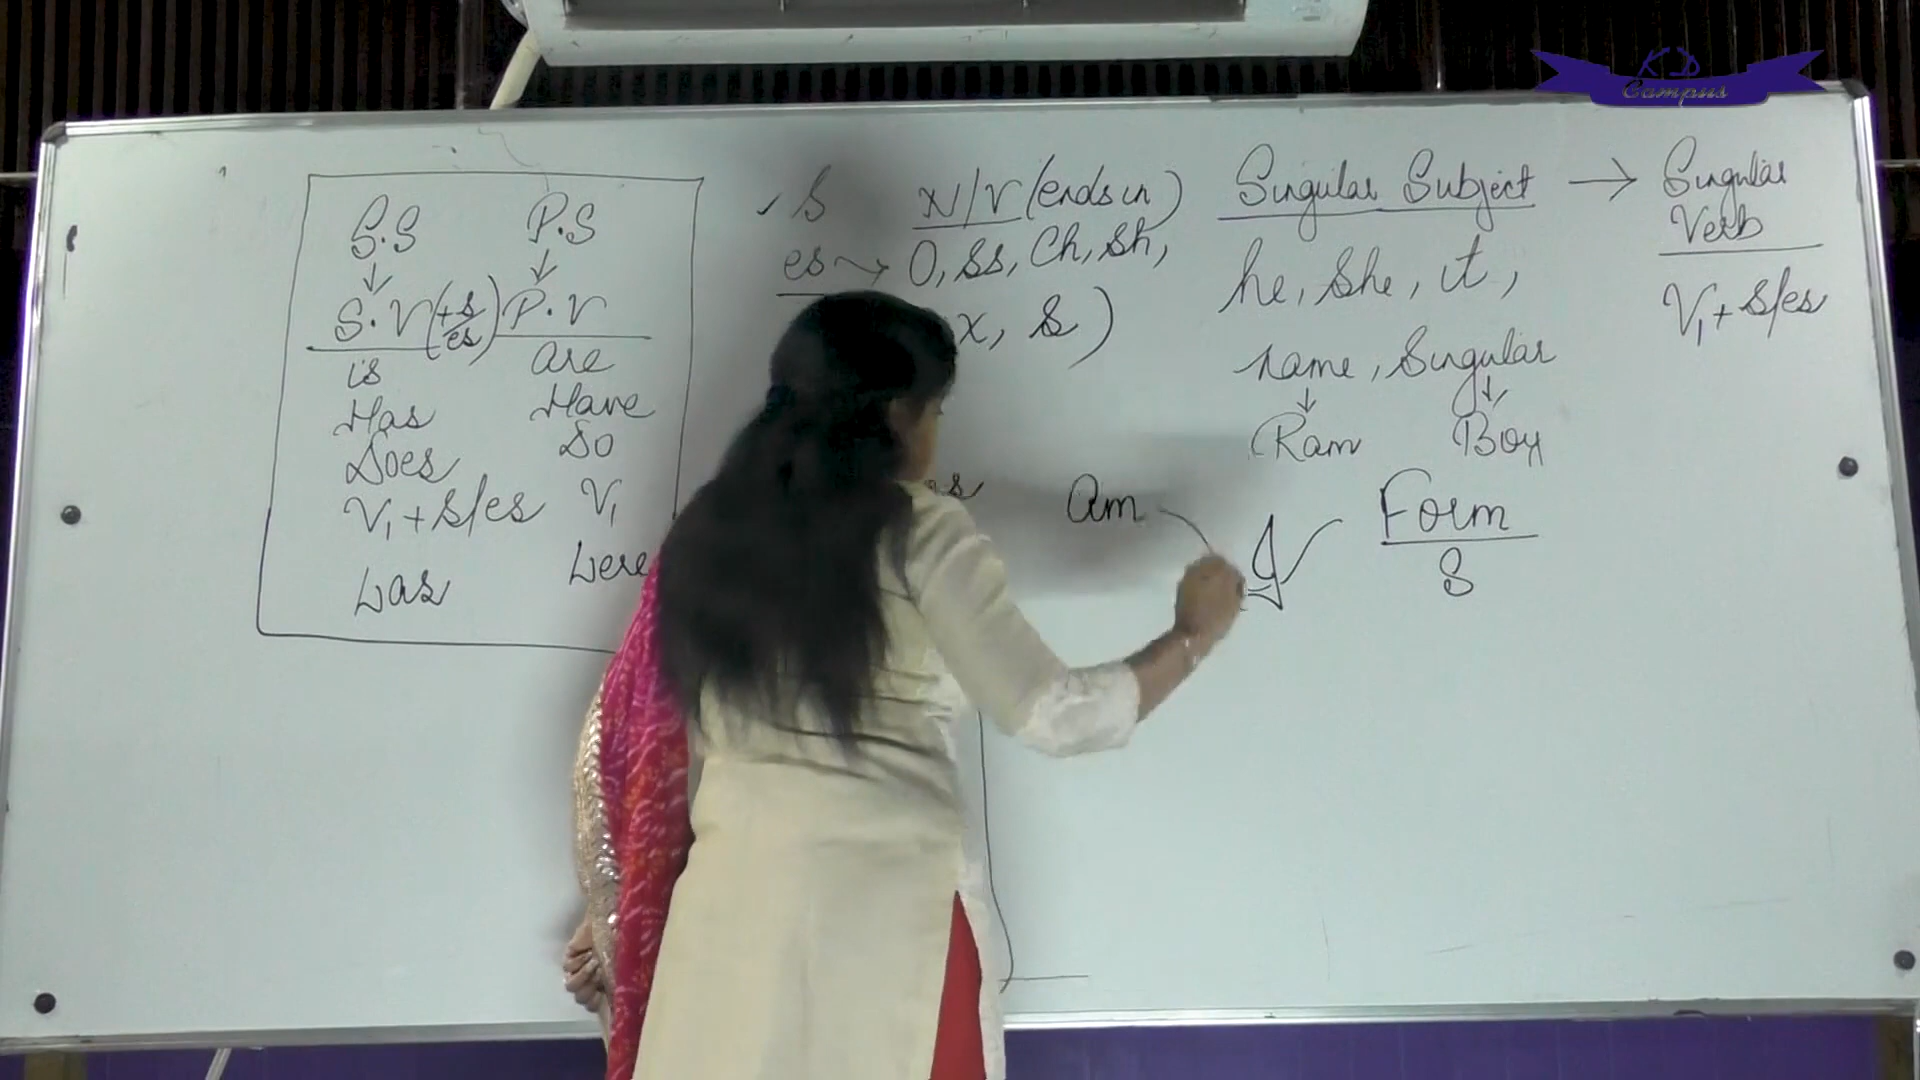 KD
Campus
S.S P.S
S.V (+s/es) P.V
is are
Has Have
Does Do
V1 + s/es V1
Was Were
✓ S N/V (ends in)
es → O, ss, Ch, sh,
x, s)
Am
Singular Subject → Singular Verb
he, she, it, V1 + s/es
name, Singular
Ram Boy
I Form
S